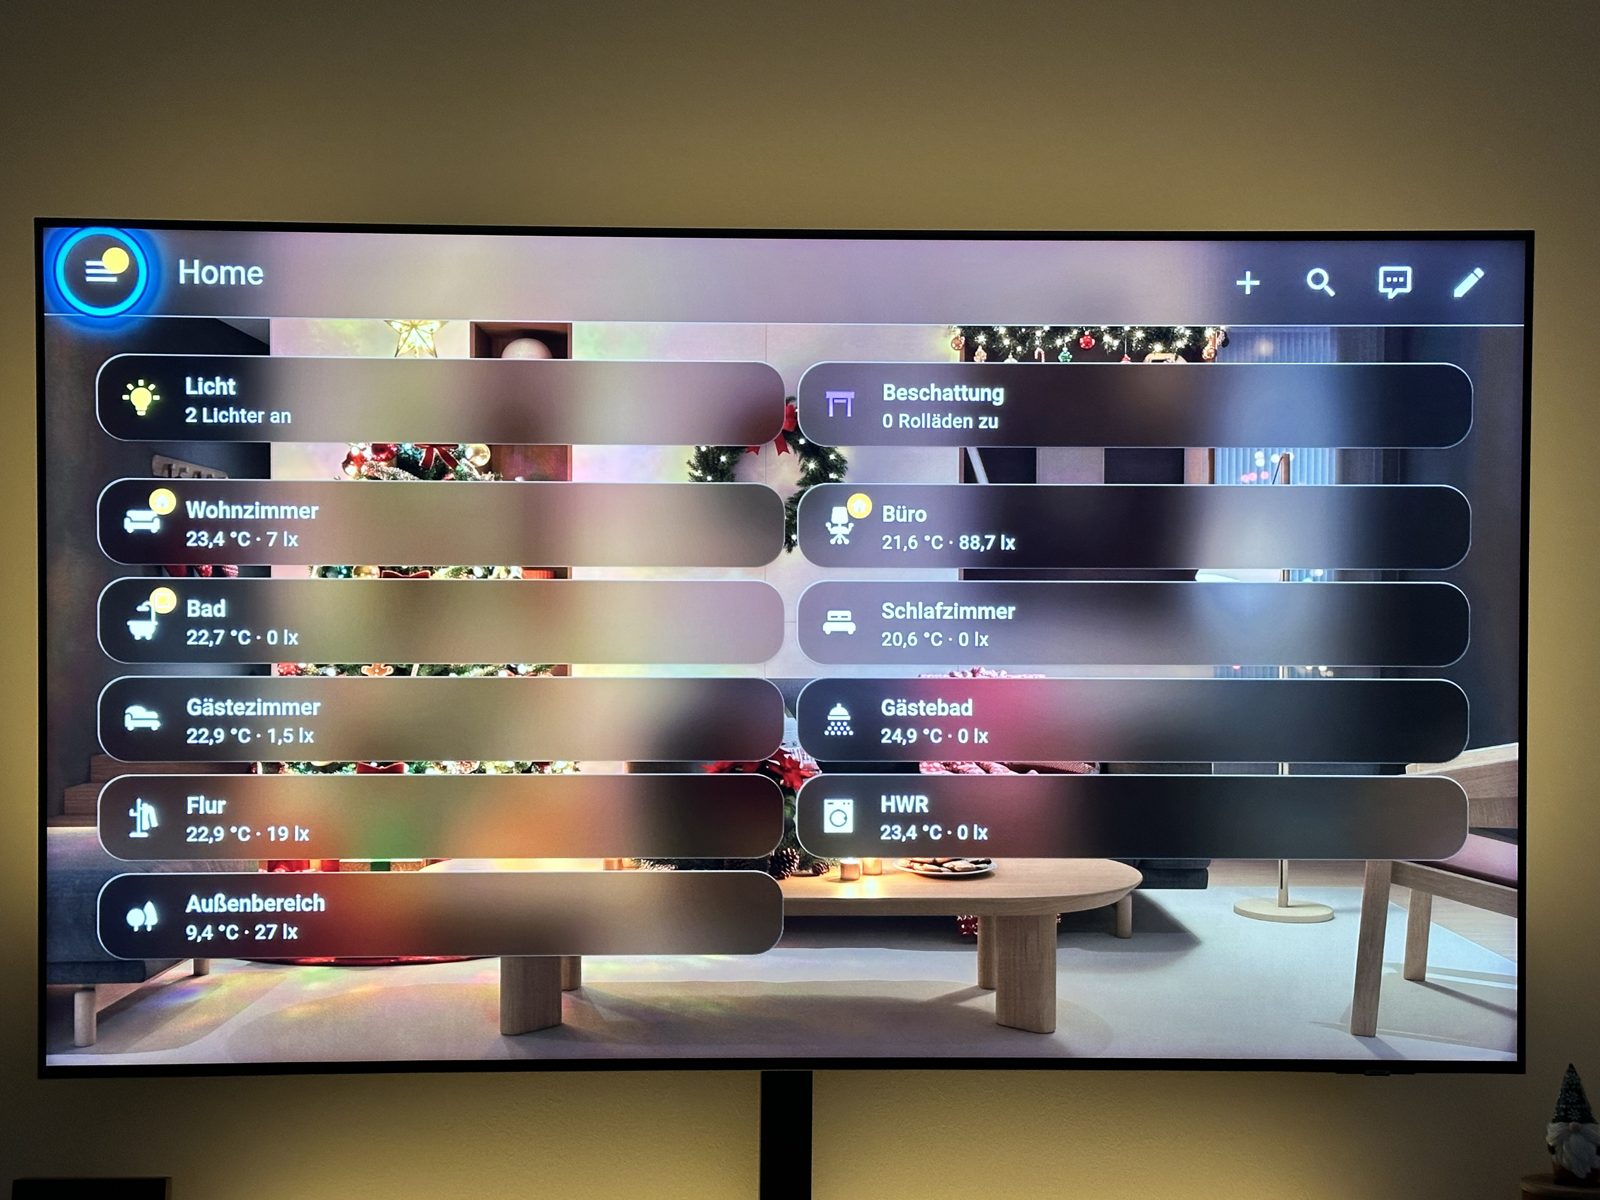 Home
Licht
2 Lichter an
Beschattung
0 Rolläden zu
Wohnzimmer
23,4 °C · 7 lx
Büro
21,6 °C · 88,7 lx
Bad
22,7 °C · 0 lx
Schlafzimmer
20,6 °C · 0 lx
Gästezimmer
22,9 °C · 1,5 lx
Gästebad
24,9 °C · 0 lx
Flur
22,9 °C · 19 lx
HWR
23,4 °C · 0 lx
Außenbereich
9,4 °C · 27 lx